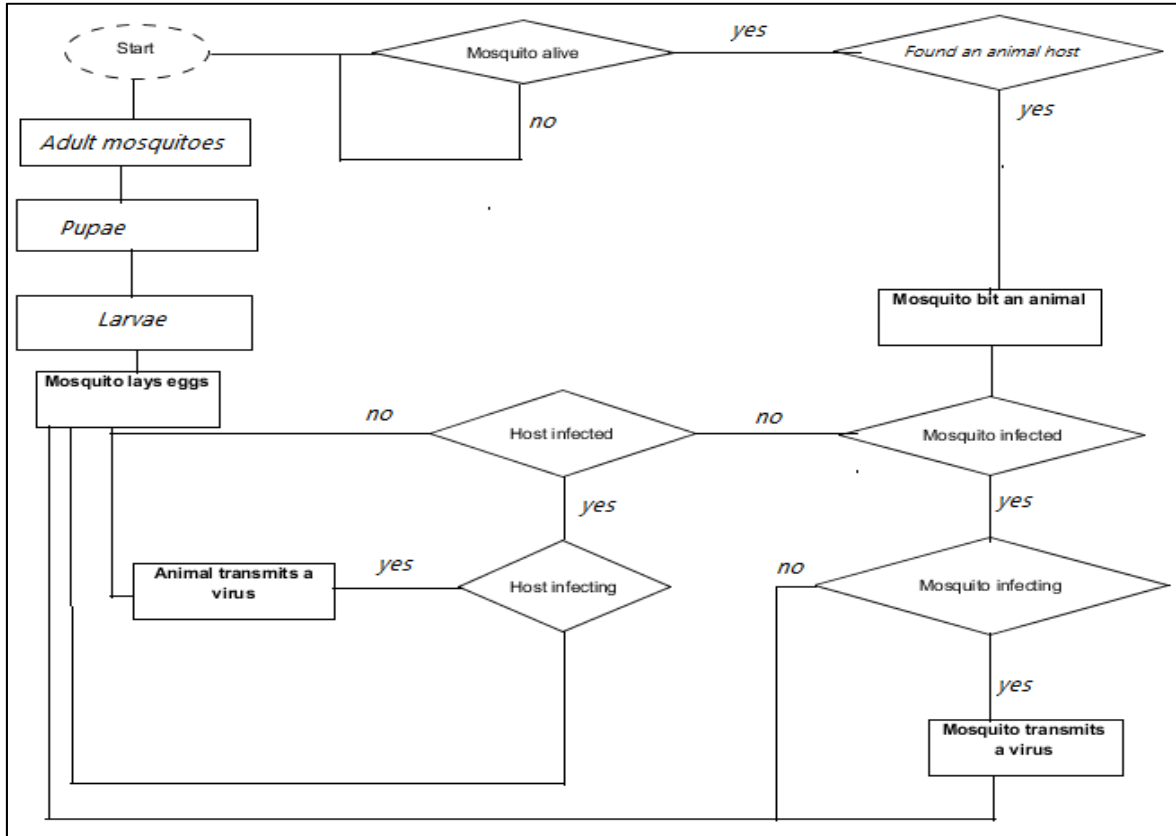 Start
Mosquito alive
yes
Found an animal host
no
yes
Adult mosquitoes
Pupae
Larvae
Mosquito bit an animal
Mosquito lays eggs
no
Host infected
no
Mosquito infected
yes
yes
Animal transmits a
virus
yes
Host infecting
no
Mosquito infecting
yes
Mosquito transmits
a virus